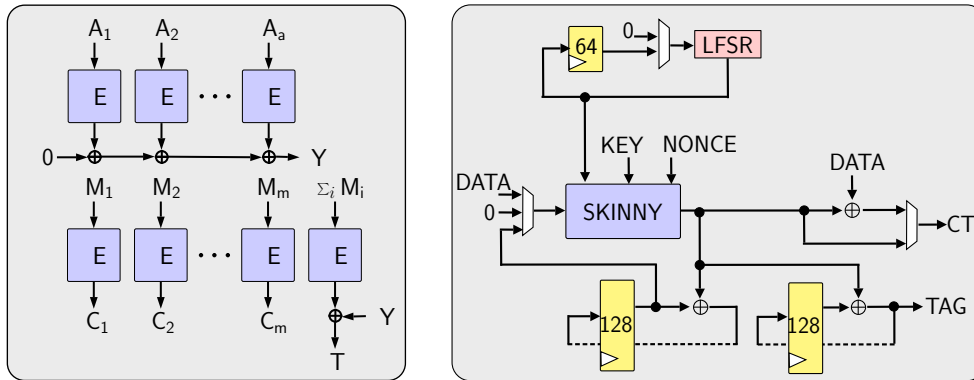 A1 A2 Aa
E E ··· E
0 Y
M1 M2 Mm Σi Mi
E E ··· E E
C1 C2 Cm Y
T
64 0 LFSR
KEY NONCE
DATA DATA
0 SKINNY CT
128 128 TAG